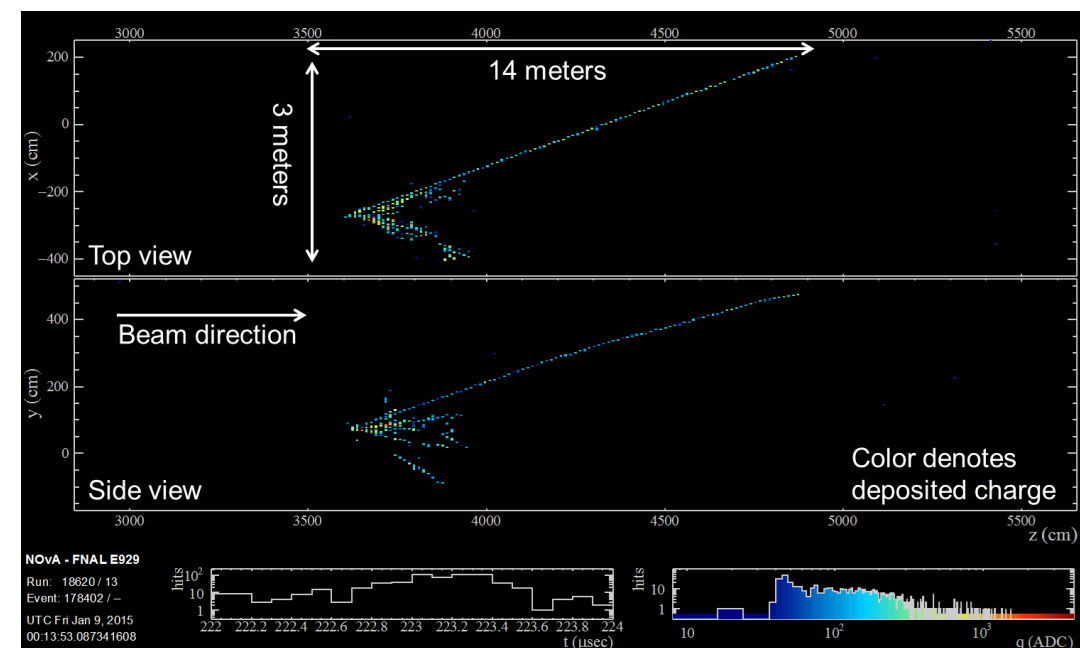 3000 3500 4000 4500 5000 5500
200
0
−200
−400
x (cm)
14 meters
3 meters
Top view
400
200
0
y (cm)
Beam direction
Side view
Color denotes
deposited charge
3000 3500 4000 4500 5000 5500
z (cm)
NOvA - FNAL E929
Run: 18620 / 13
Event: 178402 / --
UTC Fri Jan 9, 2015
00:13:53.087341608
hits
10²
10
1
222 222.2 222.4 222.6 222.8 223 223.2 223.4 223.6 223.8 224
t (μsec)
hits
10
1
10 10² 10³
q (ADC)